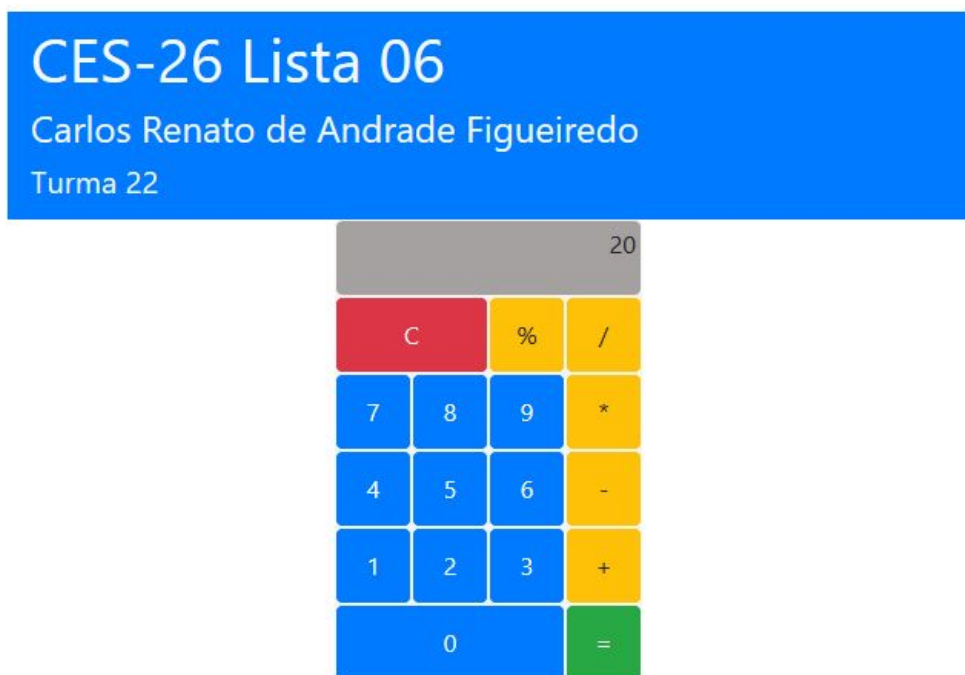 CES-26 Lista 06
Carlos Renato de Andrade Figueiredo
Turma 22
20
C % /
7 8 9 *
4 5 6 -
1 2 3 +
0 =